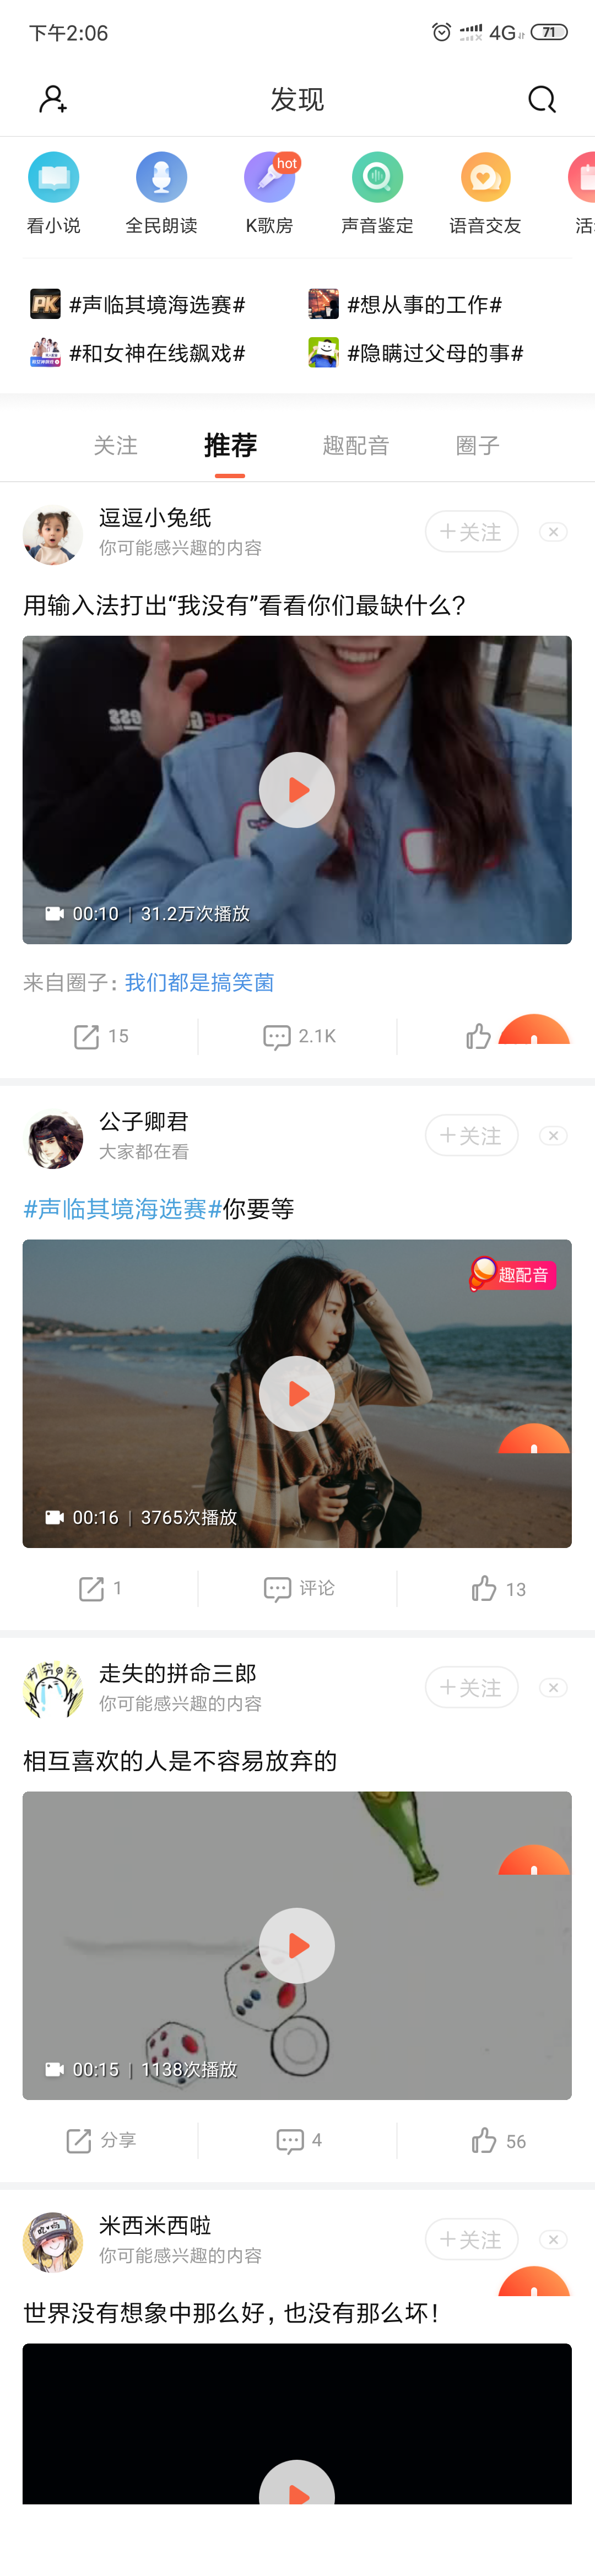 下午2:06
4G
71
发现
hot
看小说
全民朗读
K歌房
声音鉴定
语音交友
活
PK
#声临其境海选赛#
#想从事的工作#
#和女神在线飙戏#
#隐瞒过父母的事#
关注
推荐
趣配音
圈子
逗逗小兔纸
你可能感兴趣的内容
+关注
用输入法打出“我没有”看看你们最缺什么?
00:10 | 31.2万次播放
来自圈子: 我们都是搞笑菌
15
2.1K
公子卿君
大家都在看
+关注
#声临其境海选赛#你要等
趣配音
00:16 | 3765次播放
1
评论
13
走失的拼命三郎
你可能感兴趣的内容
+关注
相互喜欢的人是不容易放弃的
00:15 | 1138次播放
分享
4
56
米西米西啦
你可能感兴趣的内容
+关注
世界没有想象中那么好,也没有那么坏!